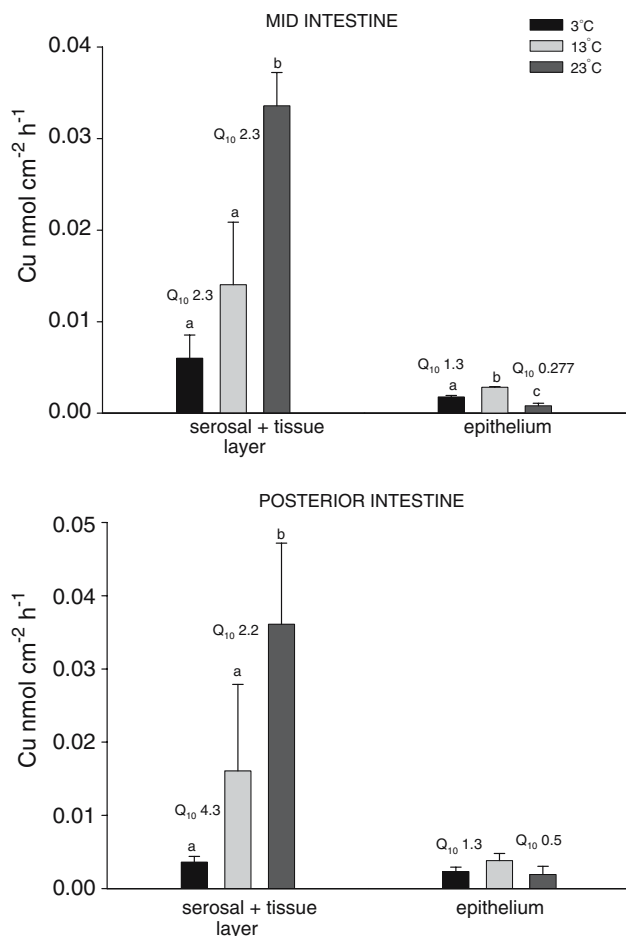 MID INTESTINE
3°C
13°C
23°C
Cu nmol cm⁻² h⁻¹
0.04
0.03
0.02
0.01
0.00
Q₁₀ 2.3
a
a
Q₁₀ 2.3
b
Q₁₀ 1.3
a
b
Q₁₀ 0.277
c
serosal + tissue
layer
epithelium
POSTERIOR INTESTINE
Cu nmol cm⁻² h⁻¹
0.05
0.04
0.03
0.02
0.01
0.00
Q₁₀ 4.3
a
Q₁₀ 2.2
a
b
Q₁₀ 1.3
Q₁₀ 0.5
serosal + tissue
layer
epithelium